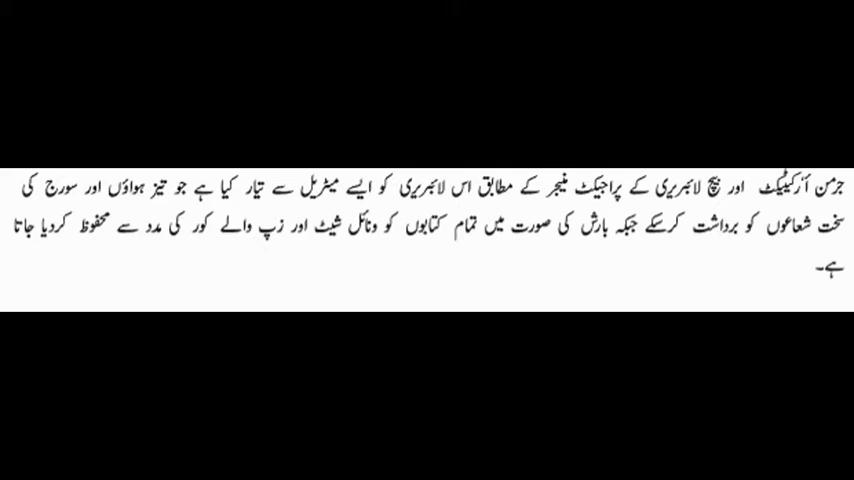 جرمن أرکیٹیکٹ اور بیچ لائبریری کے پراجیکٹ منیجر کے مطابق اس لائبریری کو ایسے میٹریل سے تیار کیا ہے جو تیز ہواؤں اور سورج کی
سخت شعاعوں کو برداشت کرسکے جبکہ بارش کی صورت میں تمام کتابوں کو ونائل شیٹ اور زپ والے کور کی مدد سے محفوظ کردیا جاتا
ہے۔